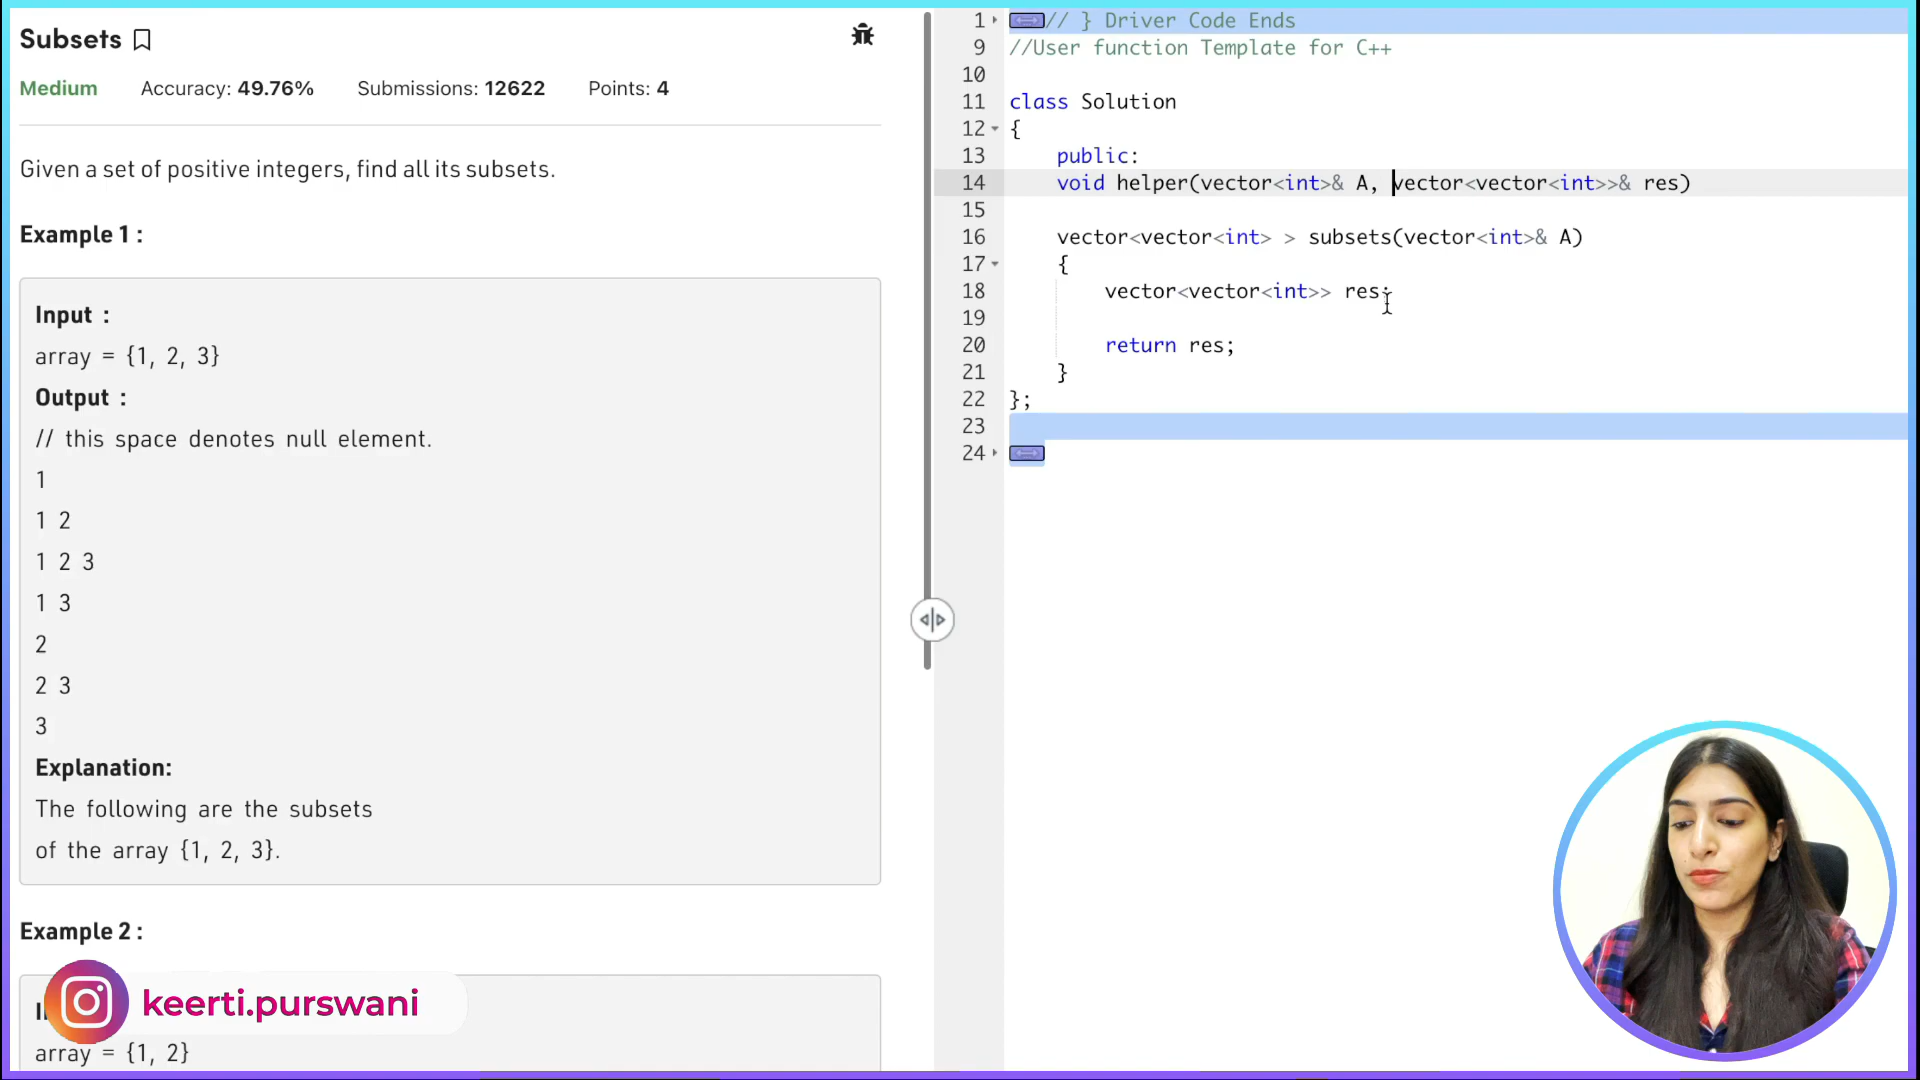 Subsets
Medium Accuracy: 49.76% Submissions: 12622 Points: 4
Given a set of positive integers, find all its subsets.
Example 1 :
Input :
array = {1, 2, 3}
Output :
// this space denotes null element.
1
1 2
1 2 3
1 3
2
2 3
3
Explanation:
The following are the subsets
of the array {1, 2, 3}.
Example 2 :
array = {1, 2}
keerti.purswani
1 // } Driver Code Ends
9 //User function Template for C++
10
11 class Solution
12 {
13 public:
14 void helper(vector<int>& A, vector<vector<int>>& res)
15
16 vector<vector<int> > subsets(vector<int>& A)
17 {
18 vector<vector<int>> res;
19
20 return res;
21 }
22 };
23
24